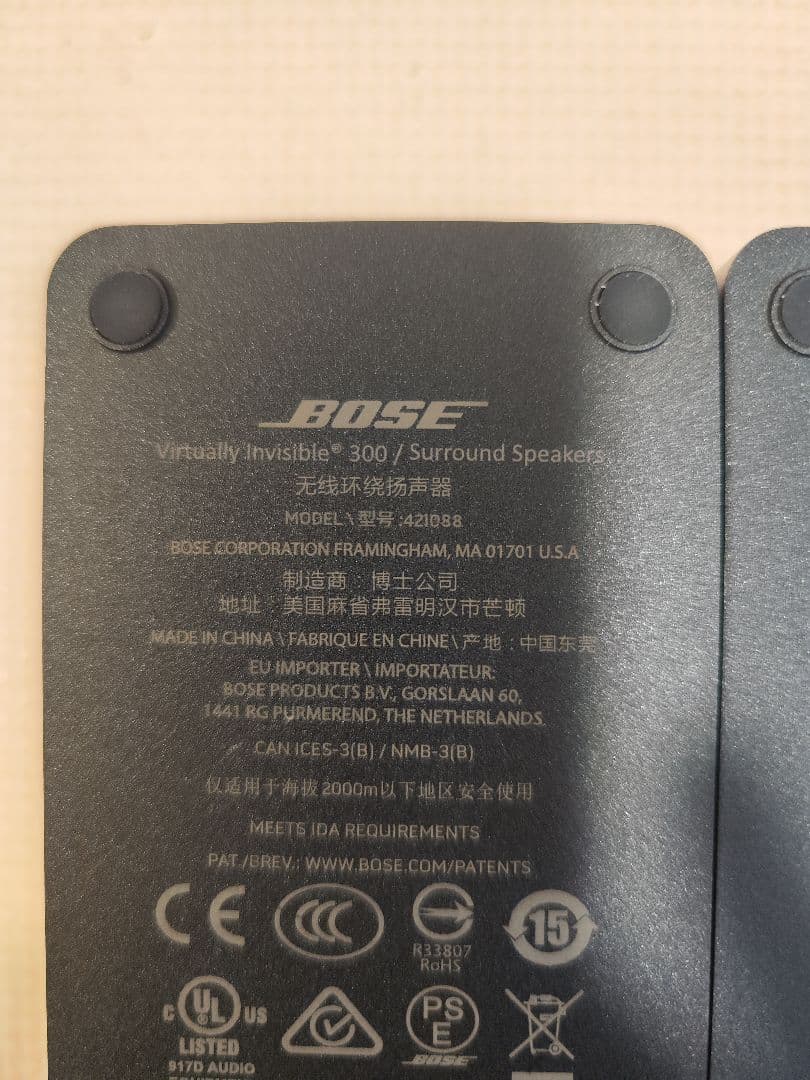 BOSE
Virtually Invisible® 300 / Surround Speakers
无线环绕扬声器
MODEL \ 型号 :421088
BOSE CORPORATION FRAMINGHAM, MA 01701 U.S.A
制造商 : 博士公司
地址 : 美国麻省弗雷明汉市芒顿
MADE IN CHINA \ FABRIQUE EN CHINE \ 产地 : 中国东莞
EU IMPORTER \ IMPORTATEUR:
BOSE PRODUCTS B.V., GORSLAAN 60,
1441 RG PURMEREND, THE NETHERLANDS.
CAN ICES-3(B) / NMB-3(B)
仅适用于海拔2000m以下地区安全使用
MEETS IDA REQUIREMENTS
PAT./BREV.: WWW.BOSE.COM/PATENTS
CE CCC 15
R33807
RoHS
C UL US
LISTED
917D AUDIO
PS
E
BOSE